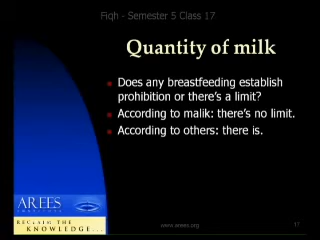 Fiqh - Semester 5 Class 17
Quantity of milk
Does any breastfeeding establish
prohibition or there's a limit?
According to malik: there's no limit.
According to others: there is.
AREES
RECLAIM THE
KNOWLEDGE...
www.arees.org
17